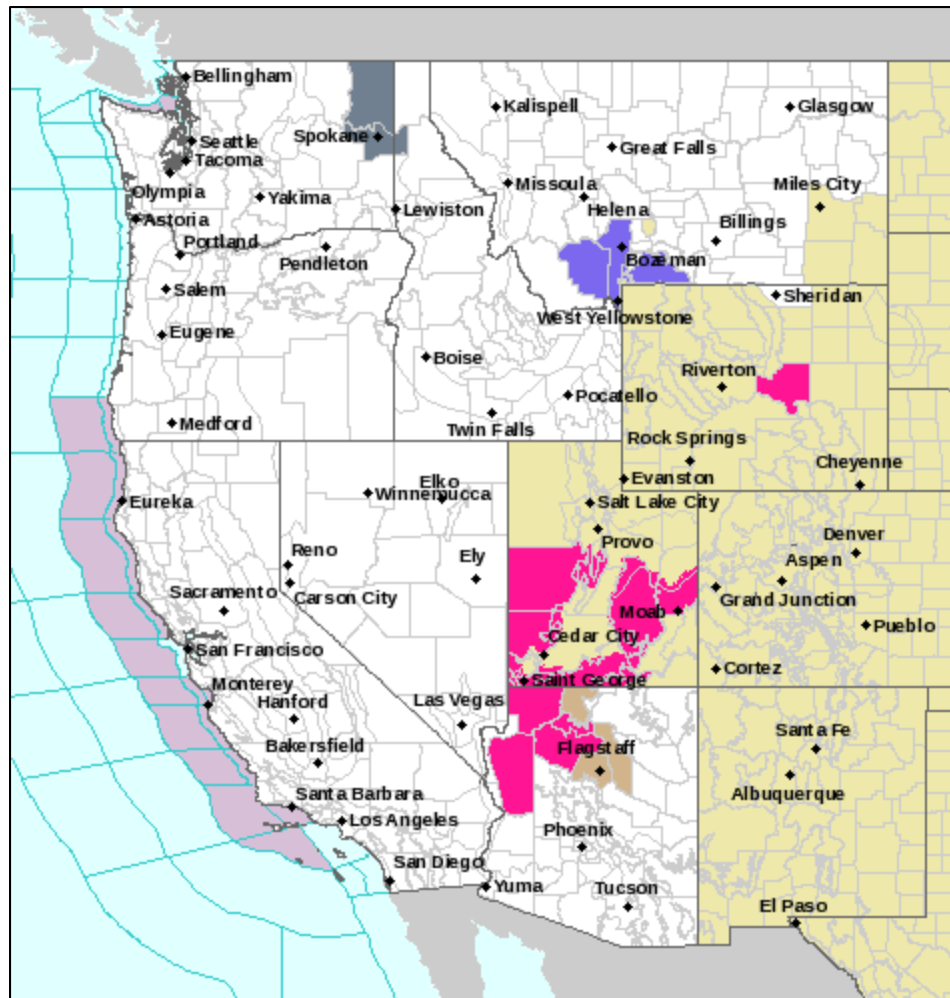 Bellingham
Kalispell
Glasgow
Spokane
Seattle
Great Falls
Tacoma
Missoula
Miles City
Olympia
Yakima
Helena
Lewiston
Astoria
Billings
Portland
Bozeman
Pendleton
Salem
Sheridan
West Yellowstone
Eugene
Boise
Riverton
Pocatello
Medford
Twin Falls
Rock Springs
Cheyenne
Elko
Evanston
Winnemucca
Eureka
Salt Lake City
Provo
Denver
Reno
Ely
Aspen
Sacramento
Carson City
Grand Junction
Moab
Pueblo
Cedar City
San Francisco
Cortez
Saint George
Monterey
Hanford
Las Vegas
Santa Fe
Bakersfield
Flagstaff
Albuquerque
Santa Barbara
Los Angeles
Phoenix
San Diego
Yuma
Tucson
El Paso